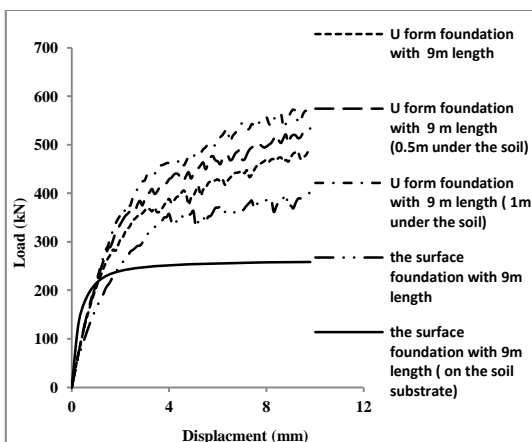 700
600
500
400
300
200
100
0
Load (kN)
0
4
8
12
Displacment (mm)
U form foundation
with 9m length
U form foundation
with 9 m length
(0.5m under the soil)
U form foundation
with 9 m length ( 1m
under the soil)
the surface
foundation with 9m
length
the surface
foundation with 9m
length ( on the soil
substrate)